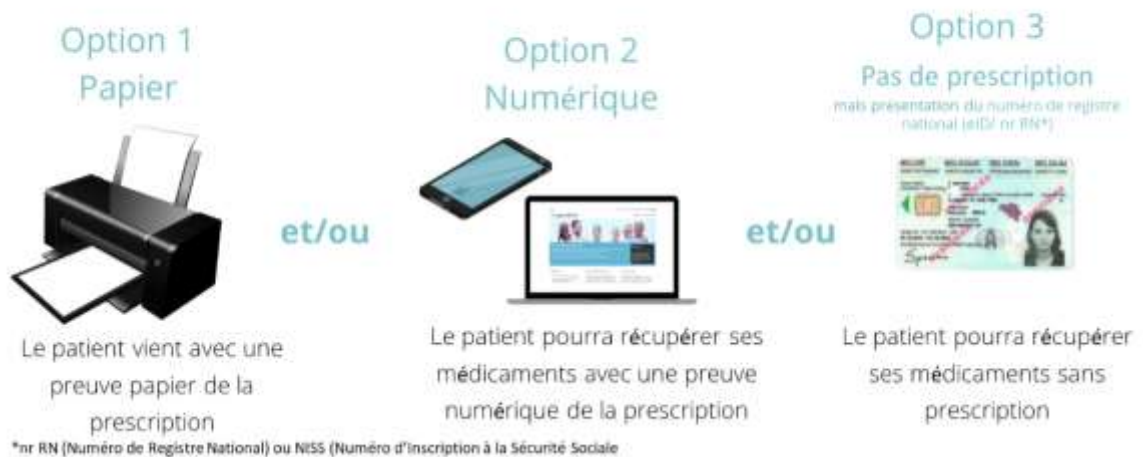 Option 1
Papier
Option 2
Numérique
Option 3
Pas de prescription
mais présentation du numéro de registre
national (eID/ nr RN*)
et/ou
et/ou
Le patient vient avec une
preuve papier de la
prescription
Le patient pourra récupérer ses
médicaments avec une preuve
numérique de la prescription
Le patient pourra récupérer
ses médicaments sans
prescription
*nr RN (Numéro de Registre National) ou NISS (Numéro d'Inscription à la Sécurité Sociale